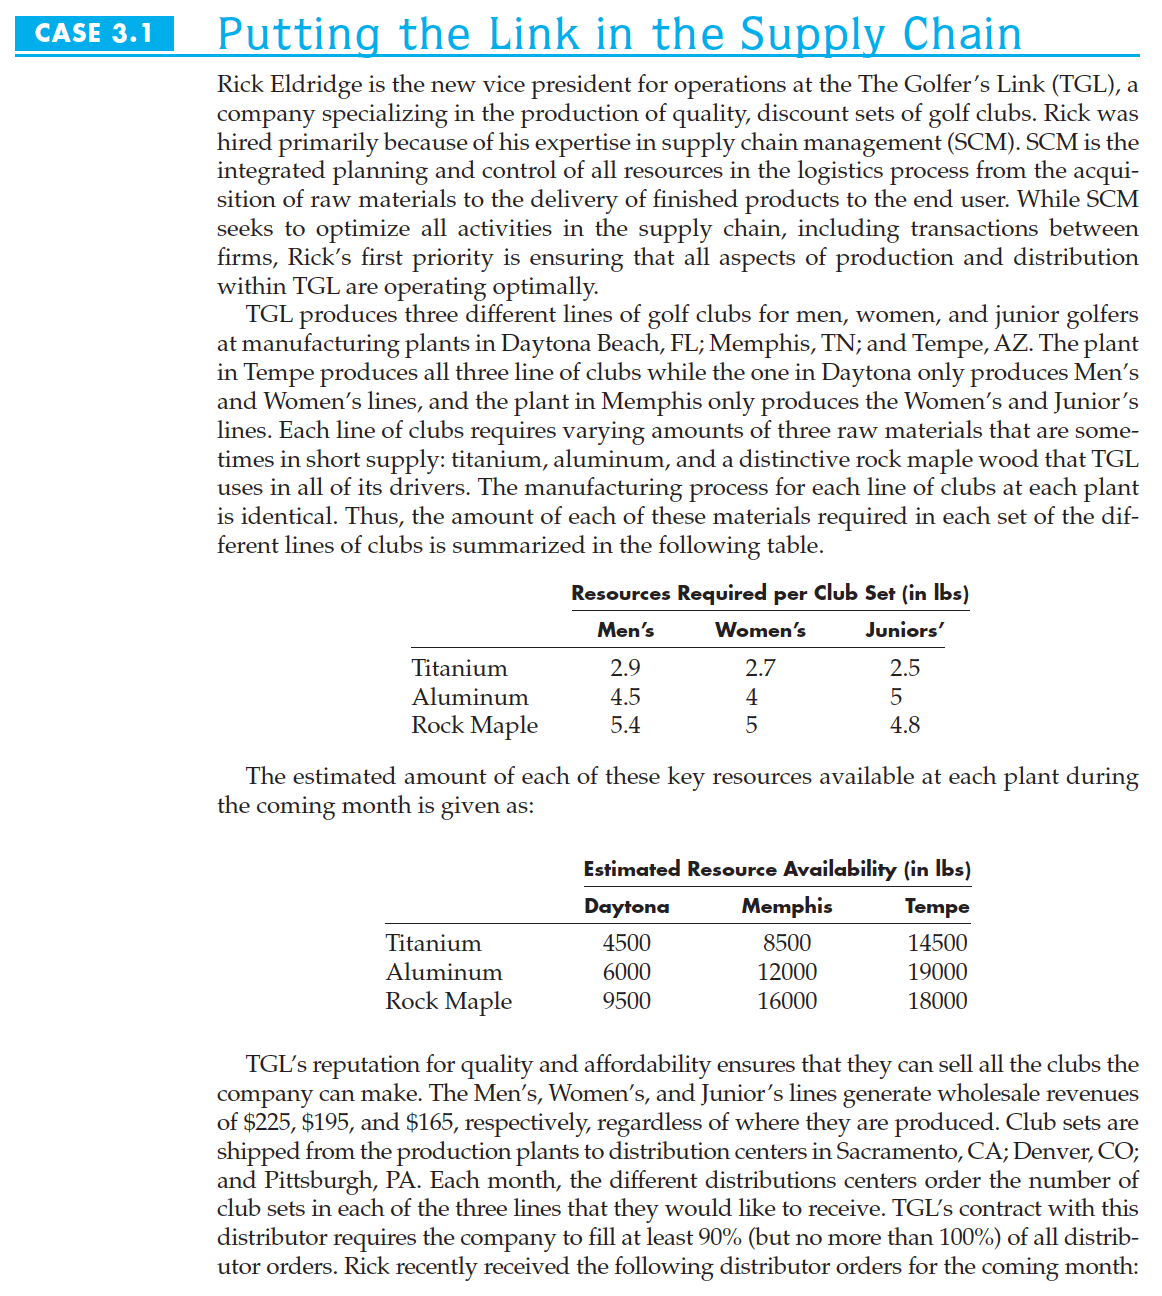 CASE 3.1 Putting the Link in the Supply Chain
Rick Eldridge is the new vice president for operations at the The Golfer's Link (TGL), a
company specializing in the production of quality, discount sets of golf clubs. Rick was
hired primarily because of his expertise in supply chain management (SCM). SCM is the
integrated planning and control of all resources in the logistics process from the acqui-
sition of raw materials to the delivery of finished products to the end user. While SCM
seeks to optimize all activities in the supply chain, including transactions between
firms, Rick's first priority is ensuring that all aspects of production and distribution
within TGL are operating optimally.
TGL produces three different lines of golf clubs for men, women, and junior golfers
at manufacturing plants in Daytona Beach, FL; Memphis, TN; and Tempe, AZ. The plant
in Tempe produces all three line of clubs while the one in Daytona only produces Men's
and Women's lines, and the plant in Memphis only produces the Women's and Junior's
lines. Each line of clubs requires varying amounts of three raw materials that are some-
times in short supply: titanium, aluminum, and a distinctive rock maple wood that TGL
uses in all of its drivers. The manufacturing process for each line of clubs at each plant
is identical. Thus, the amount of each of these materials required in each set of the dif-
ferent lines of clubs is summarized in the following table.
Resources Required per Club Set (in lbs)
Men's Women's Juniors'
Titanium 2.9 2.7 2.5
Aluminum 4.5 4 5
Rock Maple 5.4 5 4.8
The estimated amount of each of these key resources available at each plant during
the coming month is given as:
Estimated Resource Availability (in lbs)
Daytona Memphis Tempe
Titanium 4500 8500 14500
Aluminum 6000 12000 19000
Rock Maple 9500 16000 18000
TGL's reputation for quality and affordability ensures that they can sell all the clubs the
company can make. The Men's, Women's, and Junior's lines generate wholesale revenues
of $225, $195, and $165, respectively, regardless of where they are produced. Club sets are
shipped from the production plants to distribution centers in Sacramento, CA; Denver, CO;
and Pittsburgh, PA. Each month, the different distributions centers order the number of
club sets in each of the three lines that they would like to receive. TGL's contract with this
distributor requires the company to fill at least 90% (but no more than 100%) of all distrib-
utor orders. Rick recently received the following distributor orders for the coming month: